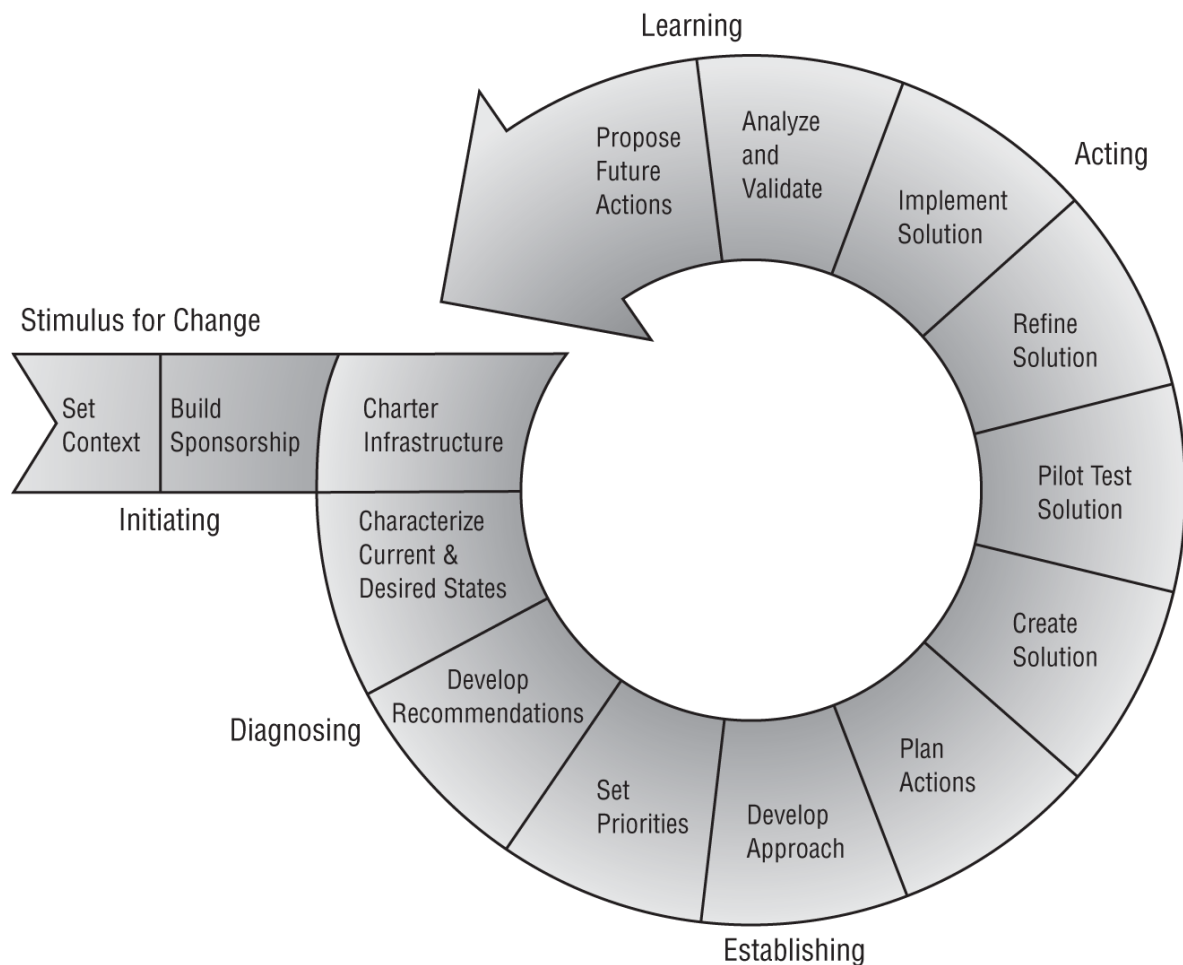 Learning
Propose
Future
Actions
Analyze
and
Validate
Acting
Implement
Solution
Refine
Solution
Stimulus for Change
Set
Context
Build
Sponsorship
Charter
Infrastructure
Initiating
Pilot Test
Solution
Characterize
Current &
Desired States
Create
Solution
Develop
Recommendations
Diagnosing
Plan
Actions
Set
Priorities
Develop
Approach
Establishing